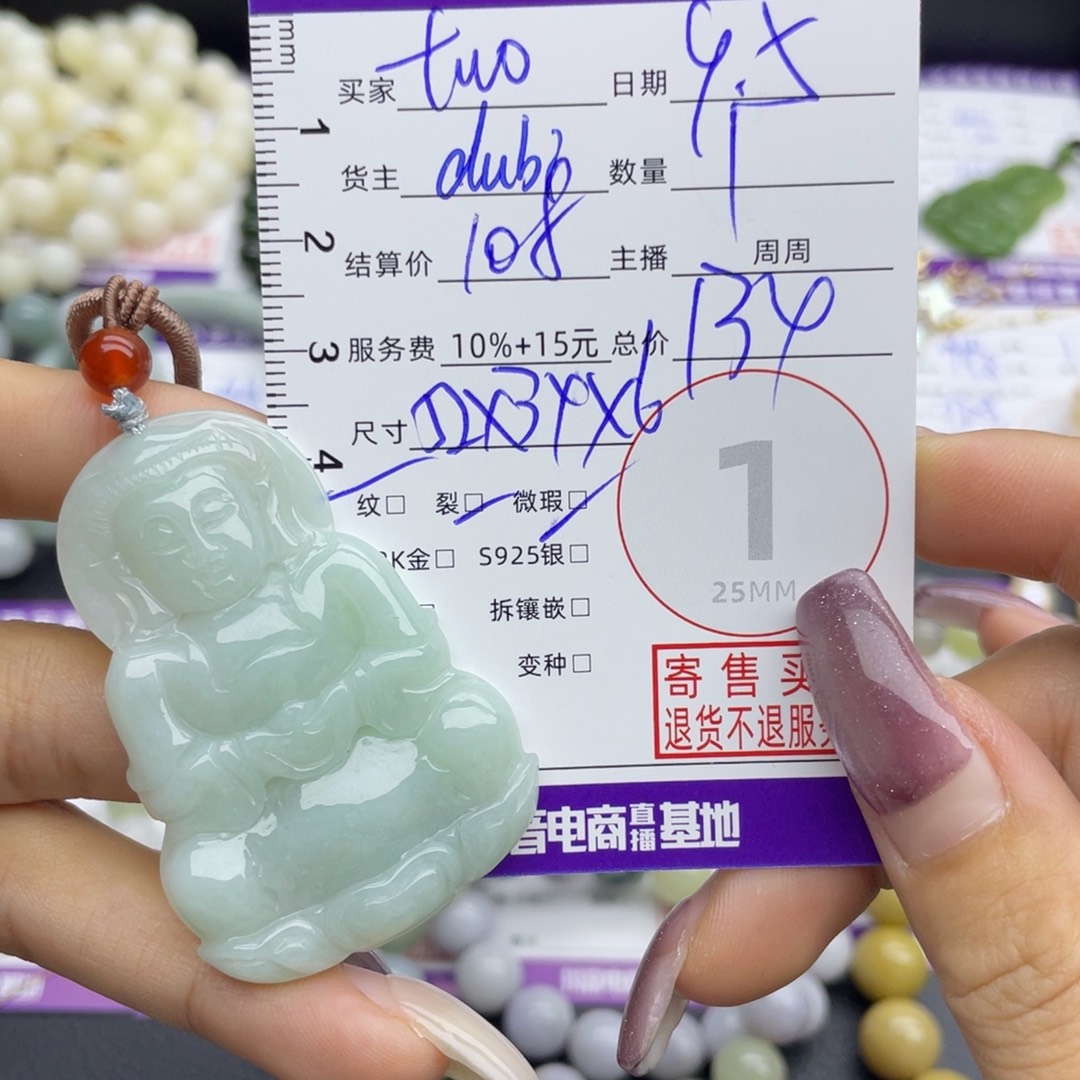 mm
1
2
3
4
买家 tuo 日期 9.5
货主 dubb 数量 1
结算价 108 主播 周周
服务费 10%+15元 总价 134
尺寸 52X34X6
纹□ 裂□ 微瑕□
K金□ S925银□
拆镶嵌□
变种□
1
25MM
寄售买
退货不退服务
音电商直播基地